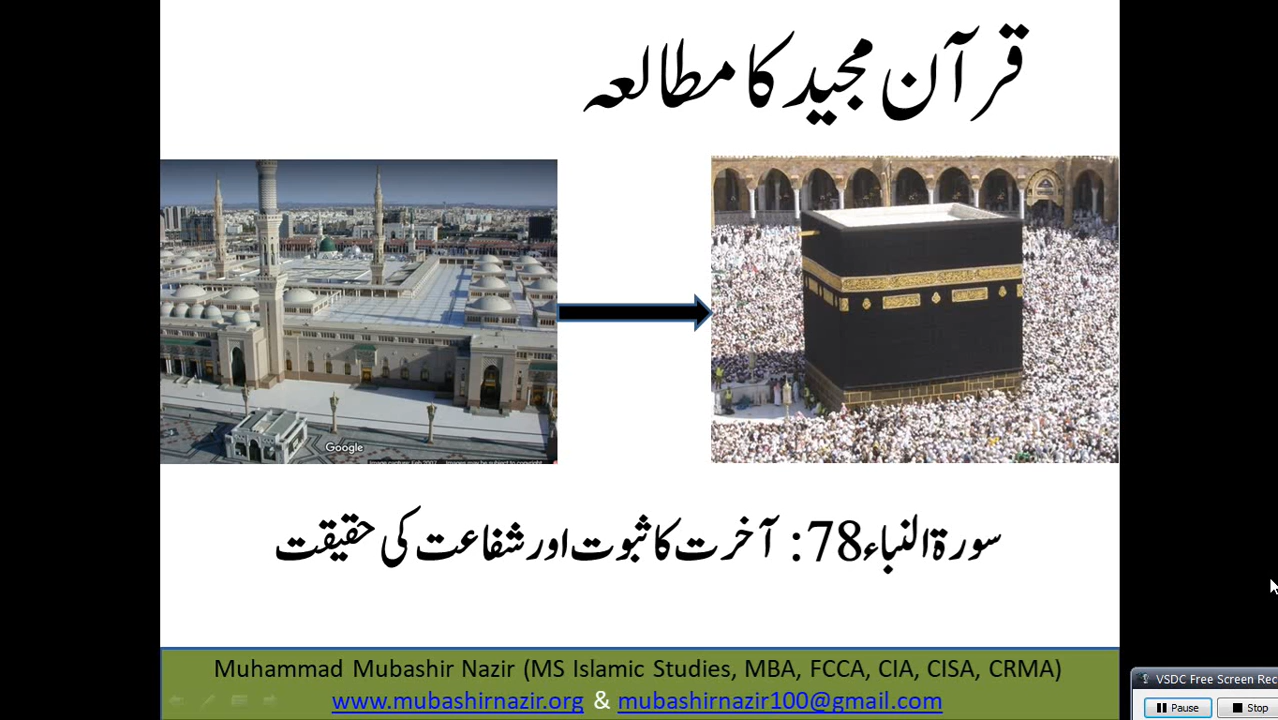 قرآن مجید کا مطالعہ
Google
سورۃ النباء 78: آخرت کا ثبوت اور شفاعت کی حقیقت
Muhammad Mubashir Nazir (MS Islamic Studies, MBA, FCCA, CIA, CISA, CRMA)
www.mubashirnazir.org & mubashirnazir100@gmail.com
VSDC Free Screen Rec
Pause Stop